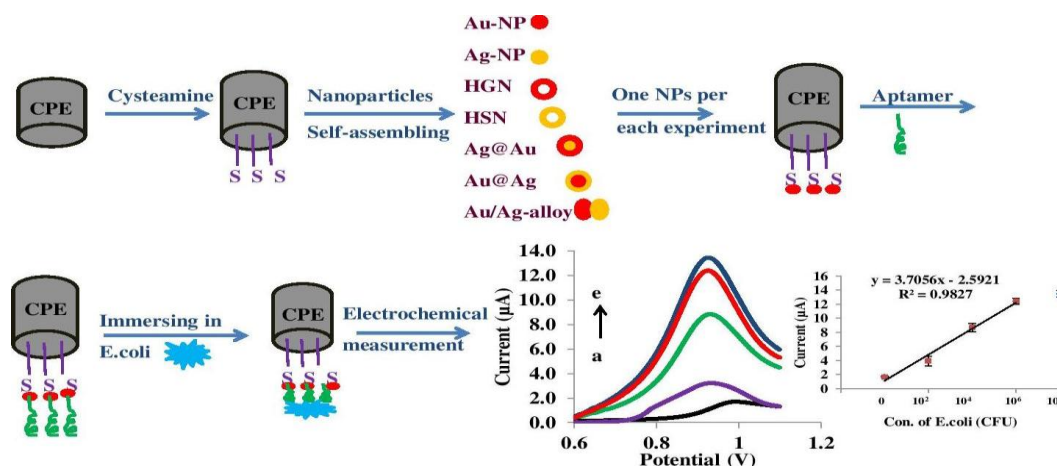 CPE
Cysteamine
CPE
S S S
Nanoparticles
Self-assembling
Au-NP
Ag-NP
HGN
HSN
Ag@Au
Au@Ag
Au/Ag-alloy
One NPs per
each experiment
CPE
S S S
Aptamer
CPE
S S S
Immersing in
E.coli
CPE
S S S
Electrochemical
measurement
Current (µA)
14.0
12.0
10.0
8.0
6.0
4.0
2.0
0.0
e
a
0.6 0.8 1 1.2
Potential (V)
Current (µA)
16
14
12
10
8
6
4
2
0
y = 3.7056x - 2.5921
R² = 0.9827
0 10² 10⁴ 10⁶
Con. of E.coli (CFU)